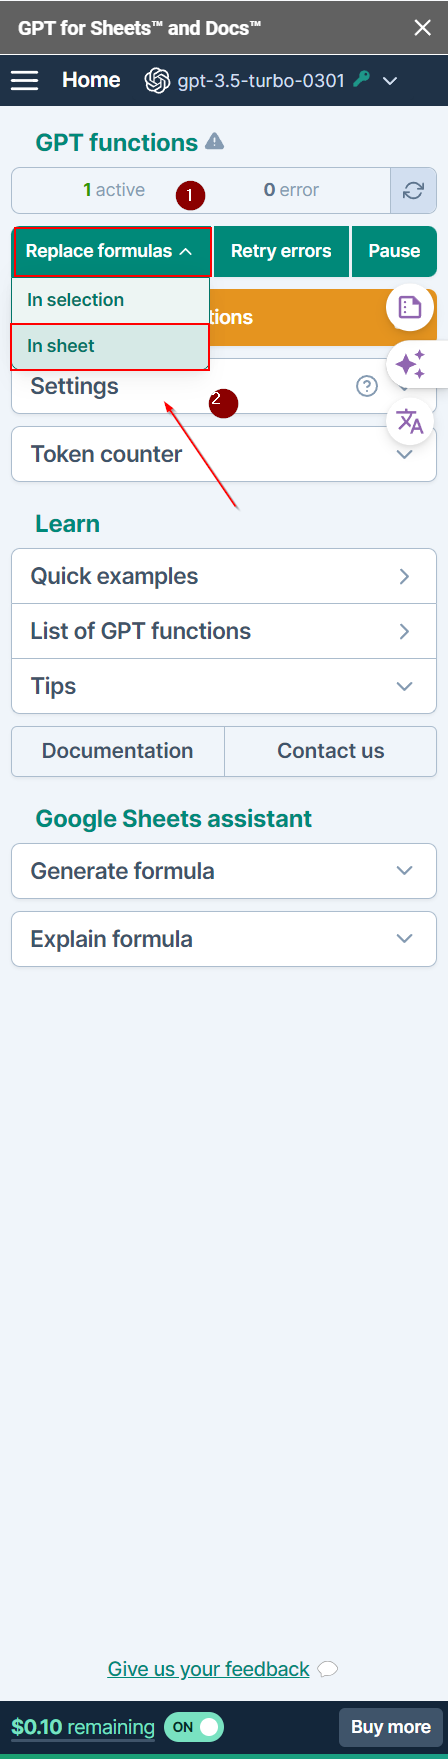 GPT for Sheets™ and Docs™
Home gpt-3.5-turbo-0301
GPT functions
1 active 0 error
1
Replace formulas Retry errors Pause
In selection
tions
In sheet
Settings
2
Token counter
Learn
Quick examples
List of GPT functions
Tips
Documentation Contact us
Google Sheets assistant
Generate formula
Explain formula
Give us your feedback
$0.10 remaining ON Buy more